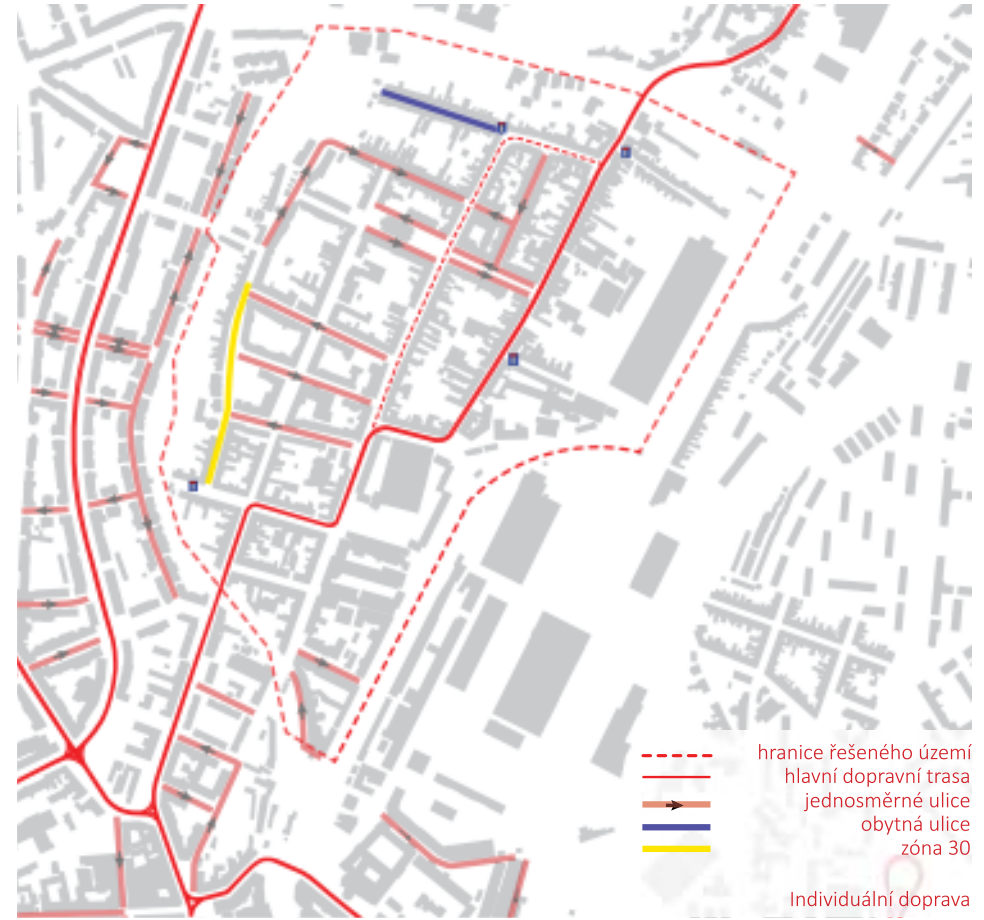 hranice řešeného území
hlavní dopravní trasa
jednosměrné ulice
obytná ulice
zóna 30
Individuální doprava